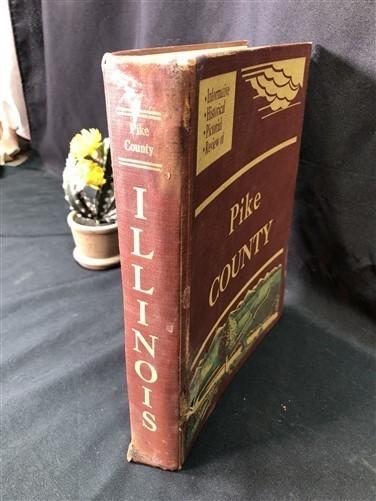 Pike
County
ILLINOIS
• Informative
• Historical
• Pictorial
• Review of
Pike
COUNTY